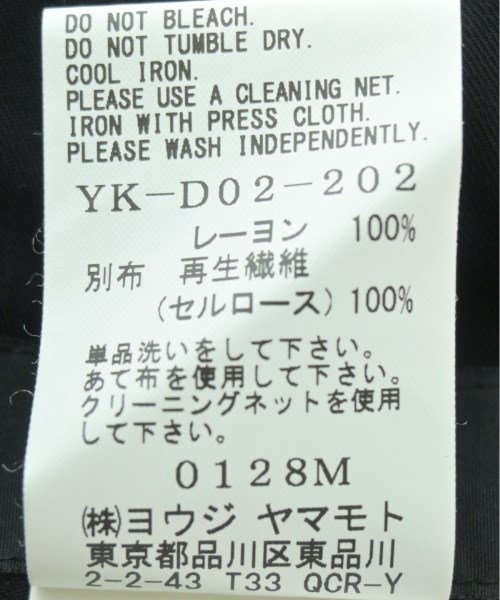 DO NOT BLEACH.
DO NOT TUMBLE DRY.
COOL IRON.
PLEASE USE A CLEANING NET.
IRON WITH PRESS CLOTH.
PLEASE WASH INDEPENDENTLY.
YK-D02-202
レーヨン 100%
別布 再生繊維
(セルロース) 100%
単品洗いをして下さい。
あて布を使用して下さい。
クリーニングネットを使用
して下さい。
0128M
㈱ヨウジ ヤマモト
東京都品川区東品川
2-2-43 T33 QCR-Y